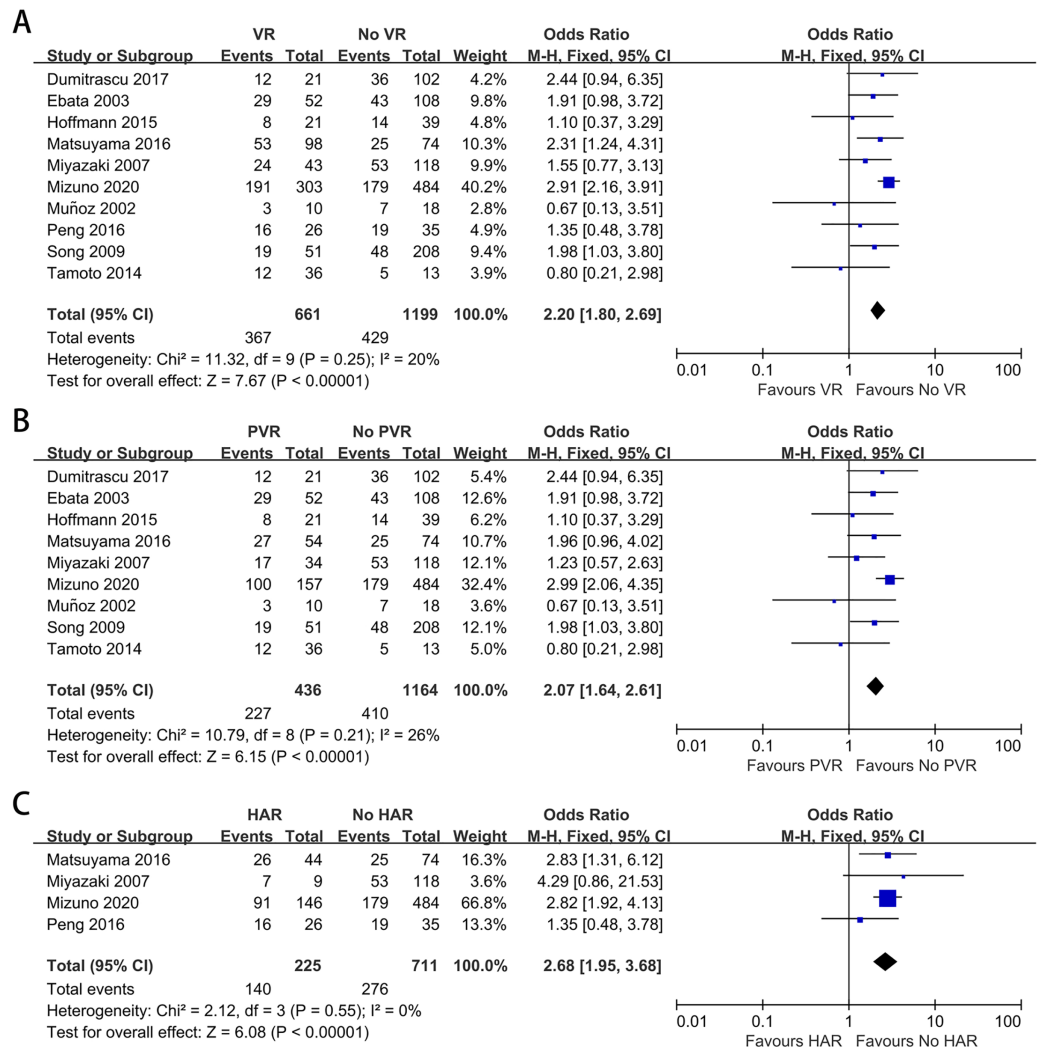 A
VR No VR Odds Ratio Odds Ratio
Study or Subgroup Events Total Events Total Weight M-H, Fixed, 95% CI M-H, Fixed, 95% CI
Dumitrascu 2017 12 21 36 102 4.2% 2.44 [0.94, 6.35]
Ebata 2003 29 52 43 108 9.8% 1.91 [0.98, 3.72]
Hoffmann 2015 8 21 14 39 4.8% 1.10 [0.37, 3.29]
Matsuyama 2016 53 98 25 74 10.3% 2.31 [1.24, 4.31]
Miyazaki 2007 24 43 53 118 9.9% 1.55 [0.77, 3.13]
Mizuno 2020 191 303 179 484 40.2% 2.91 [2.16, 3.91]
Muñoz 2002 3 10 7 18 2.8% 0.67 [0.13, 3.51]
Peng 2016 16 26 19 35 4.9% 1.35 [0.48, 3.78]
Song 2009 19 51 48 208 9.4% 1.98 [1.03, 3.80]
Tamoto 2014 12 36 5 13 3.9% 0.80 [0.21, 2.98]
Total (95% CI) 661 1199 100.0% 2.20 [1.80, 2.69]
Total events 367 429
Heterogeneity: Chi² = 11.32, df = 9 (P = 0.25); I² = 20%
Test for overall effect: Z = 7.67 (P < 0.00001)
0.01 0.1 1 10 100
Favours VR Favours No VR
B
PVR No PVR Odds Ratio Odds Ratio
Study or Subgroup Events Total Events Total Weight M-H, Fixed, 95% CI M-H, Fixed, 95% CI
Dumitrascu 2017 12 21 36 102 5.4% 2.44 [0.94, 6.35]
Ebata 2003 29 52 43 108 12.6% 1.91 [0.98, 3.72]
Hoffmann 2015 8 21 14 39 6.2% 1.10 [0.37, 3.29]
Matsuyama 2016 27 54 25 74 10.7% 1.96 [0.96, 4.02]
Miyazaki 2007 17 34 53 118 12.1% 1.23 [0.57, 2.63]
Mizuno 2020 100 157 179 484 32.4% 2.99 [2.06, 4.35]
Muñoz 2002 3 10 7 18 3.6% 0.67 [0.13, 3.51]
Song 2009 19 51 48 208 12.1% 1.98 [1.03, 3.80]
Tamoto 2014 12 36 5 13 5.0% 0.80 [0.21, 2.98]
Total (95% CI) 436 1164 100.0% 2.07 [1.64, 2.61]
Total events 227 410
Heterogeneity: Chi² = 10.79, df = 8 (P = 0.21); I² = 26%
Test for overall effect: Z = 6.15 (P < 0.00001)
0.01 0.1 1 10 100
Favours PVR Favours No PVR
C
HAR No HAR Odds Ratio Odds Ratio
Study or Subgroup Events Total Events Total Weight M-H, Fixed, 95% CI M-H, Fixed, 95% CI
Matsuyama 2016 26 44 25 74 16.3% 2.83 [1.31, 6.12]
Miyazaki 2007 7 9 53 118 3.6% 4.29 [0.86, 21.53]
Mizuno 2020 91 146 179 484 66.8% 2.82 [1.92, 4.13]
Peng 2016 16 26 19 35 13.3% 1.35 [0.48, 3.78]
Total (95% CI) 225 711 100.0% 2.68 [1.95, 3.68]
Total events 140 276
Heterogeneity: Chi² = 2.12, df = 3 (P = 0.55); I² = 0%
Test for overall effect: Z = 6.08 (P < 0.00001)
0.01 0.1 1 10 100
Favours HAR Favours No HAR